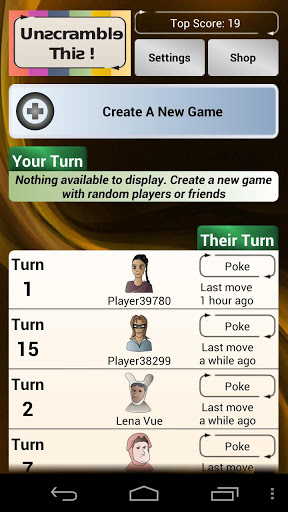 Unscramble
This !
Top Score: 19
Settings
Shop
Create A New Game
Your Turn
Nothing available to display. Create a new game
with random players or friends
Their Turn
Turn
1
Player39780
Poke
Last move
1 hour ago
Turn
15
Player38299
Poke
Last move
a while ago
Turn
2
Lena Vue
Poke
Last move
a while ago
Turn
7
Poke
Last move